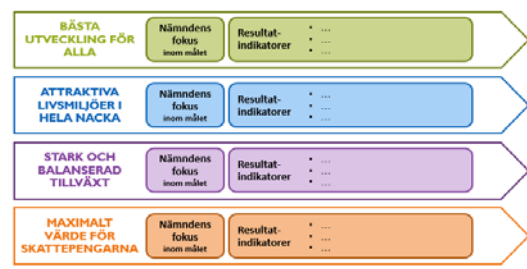 BÄSTA
UTVECKLING FÖR
ALLA
Nämndens
fokus
inom målet
Resultat-
indikatorer
• ...
• ...
• ...
ATTRAKTIVA
LIVSMILJÖER I
HELA NACKA
Nämndens
fokus
inom målet
Resultat-
indikatorer
• ...
• ...
• ...
STARK OCH
BALANSERAD
TILLVÄXT
Nämndens
fokus
inom målet
Resultat-
indikatorer
• ...
• ...
• ...
MAXIMALT
VÄRDE FÖR
SKATTEPENGARNA
Nämndens
fokus
inom målet
Resultat-
indikatorer
• ...
• ...
• ...